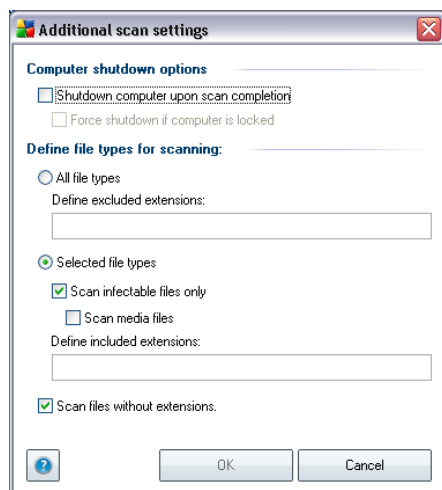 Additional scan settings
Computer shutdown options
Shutdown computer upon scan completion
Force shutdown if computer is locked
Define file types for scanning:
All file types
Define excluded extensions:
Selected file types
Scan infectable files only
Scan media files
Define included extensions:
Scan files without extensions.
OK
Cancel